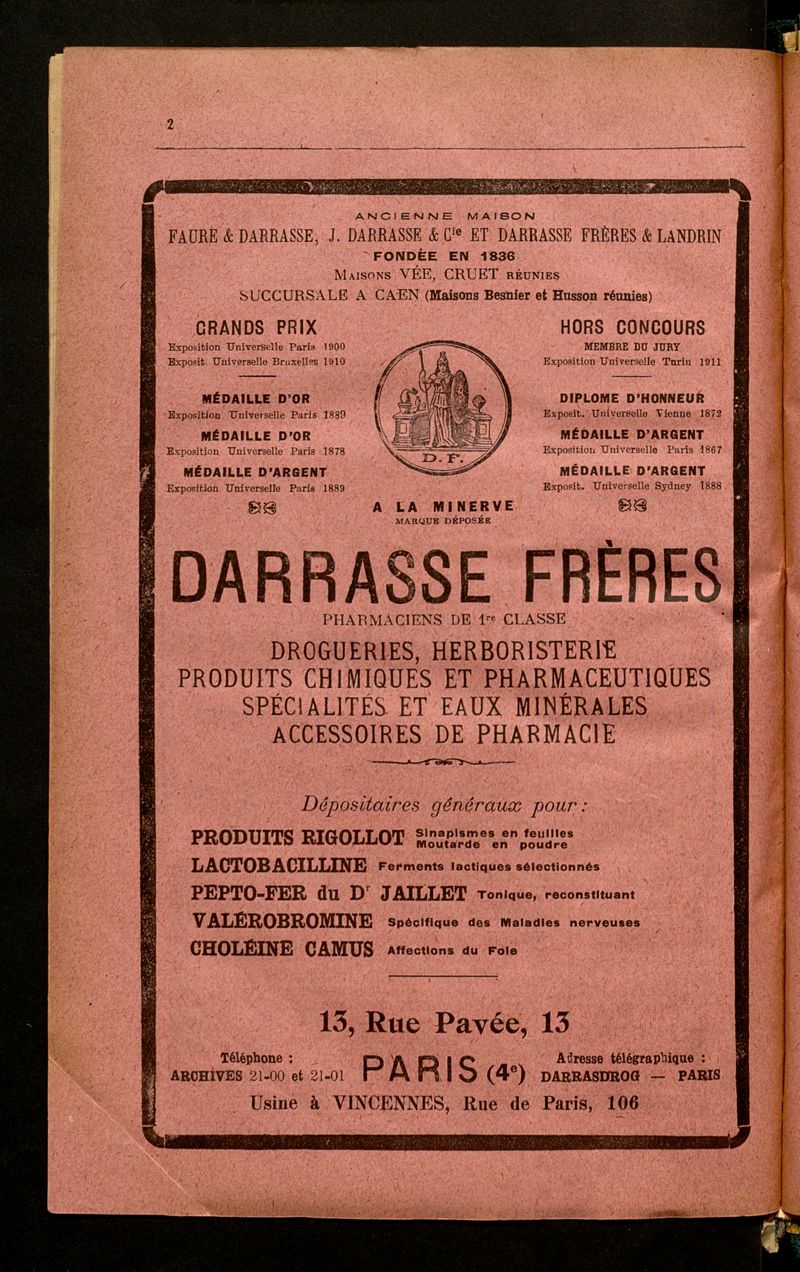 2
ANCIENNE MAISON
FAURE & DARRASSE, J. DARRASSE & Cie ET DARRASSE FRÈRES & LANDRIN
FONDÉE EN 1836
MAISONS VÉE, CRUET RÉUNIES
SUCCURSALE A CAEN (Maisons Besnier et Husson réunies)
GRANDS PRIX
Exposition Universelle Paris 1900
Exposit. Universelle Bruxelles 1910
MÉDAILLE D'OR
Exposition Universelle Paris 1889
MÉDAILLE D'OR
Exposition Universelle Paris 1878
MÉDAILLE D'ARGENT
Exposition Universelle Paris 1889
D. F.
A LA MINERVE
MARQUE DÉPOSÉE
HORS CONCOURS
MEMBRE DU JURY
Exposition Universelle Turin 1911
DIPLOME D'HONNEUR
Exposit. Universelle Vienne 1872
MÉDAILLE D'ARGENT
Exposition Universelle Paris 1867
MÉDAILLE D'ARGENT
Exposit. Universelle Sydney 1888
DARRASSE FRÈRES
PHARMACIENS DE 1re CLASSE
DROGUERIES, HERBORISTERIE
PRODUITS CHIMIQUES ET PHARMACEUTIQUES
SPÉCIALITÉS ET EAUX MINÉRALES
ACCESSOIRES DE PHARMACIE
Dépositaires généraux pour :
PRODUITS RIGOLLOT Sinapismes en feuilles
Moutarde en poudre
LACTOBACILLINE Ferments lactiques sélectionnés
PEPTO-FER du Dr JAILLET Tonique, reconstituant
VALÉROBROMINE Spécifique des Maladies nerveuses
CHOLÉINE CAMUS Affections du Foie
13, Rue Pavée, 13
Téléphone :
ARCHIVES 21-00 et 21-01
PARIS (4e)
Adresse télégraphique :
DARRASDROG — PARIS
Usine à VINCENNES, Rue de Paris, 106